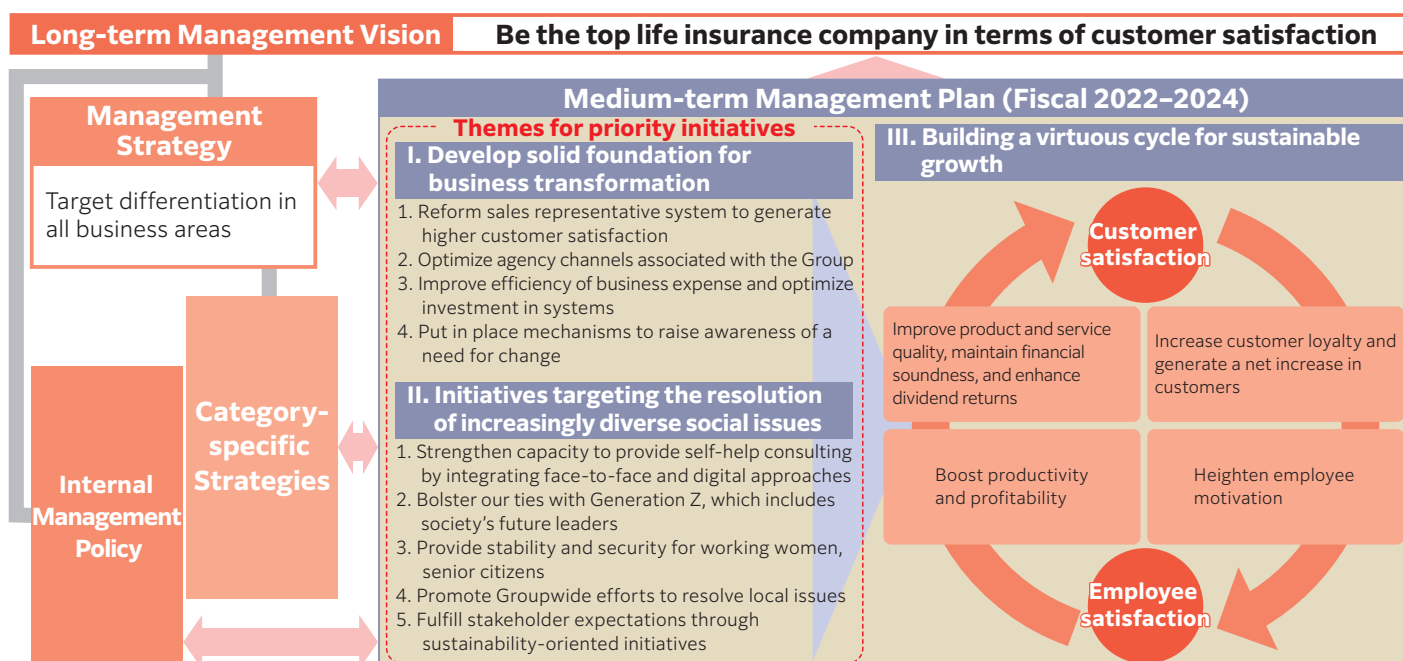 Long-term Management Vision
Be the top life insurance company in terms of customer satisfaction
Management
Strategy
Target differentiation in
all business areas
Category-
specific
Strategies
Internal
Management
Policy
Medium-term Management Plan (Fiscal 2022–2024)
Themes for priority initiatives
I. Develop solid foundation for
business transformation
1. Reform sales representative system to generate
higher customer satisfaction
2. Optimize agency channels associated with the Group
3. Improve efficiency of business expense and optimize
investment in systems
4. Put in place mechanisms to raise awareness of a
need for change
II. Initiatives targeting the resolution
of increasingly diverse social issues
1. Strengthen capacity to provide self-help consulting
by integrating face-to-face and digital approaches
2. Bolster our ties with Generation Z, which includes
society's future leaders
3. Provide stability and security for working women,
senior citizens
4. Promote Groupwide efforts to resolve local issues
5. Fulfill stakeholder expectations through
sustainability-oriented initiatives
III. Building a virtuous cycle for sustainable
growth
Customer
satisfaction
Improve product and service
quality, maintain financial
soundness, and enhance
dividend returns
Increase customer loyalty and
generate a net increase in
customers
Boost productivity
and profitability
Heighten employee
motivation
Employee
satisfaction